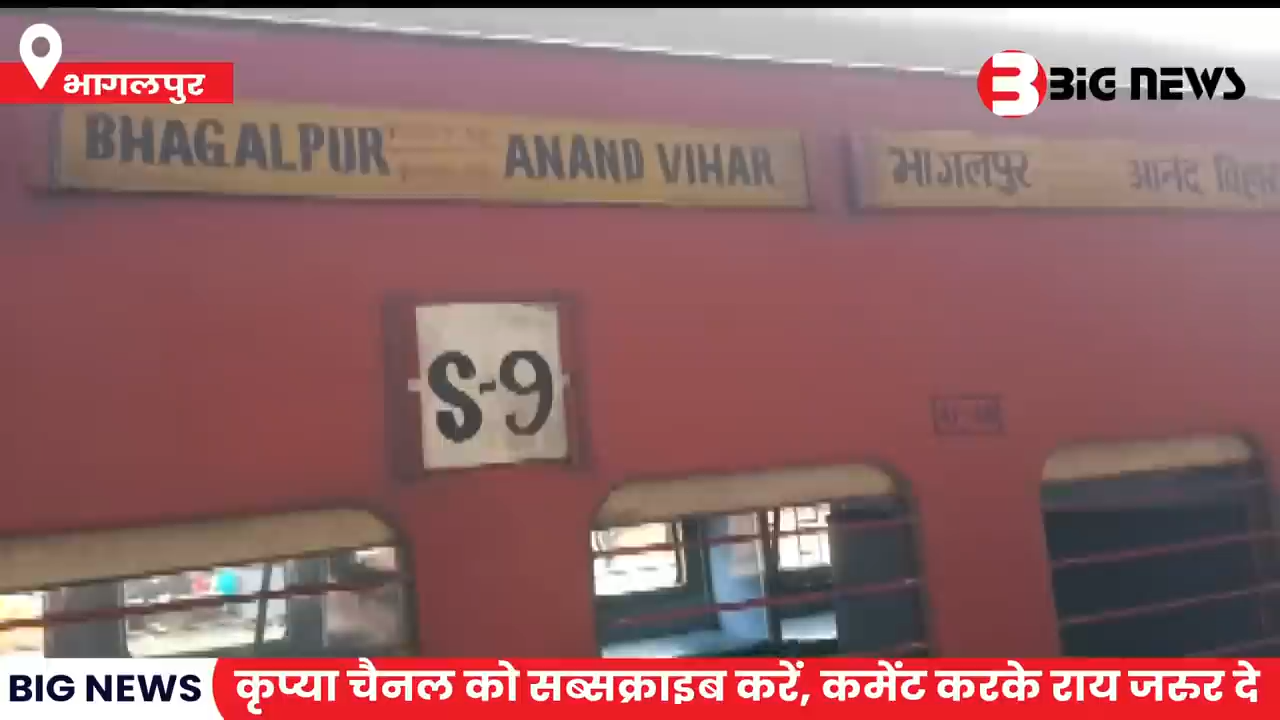 भागलपुर
3 BIG NEWS
BHAGALPUR ANAND VIHAR
भागलपुर आनंद विहार
S-9
BIG NEWS कृप्या चैनल को सब्सक्राइब करें, कमेंट करके राय जरुर दे